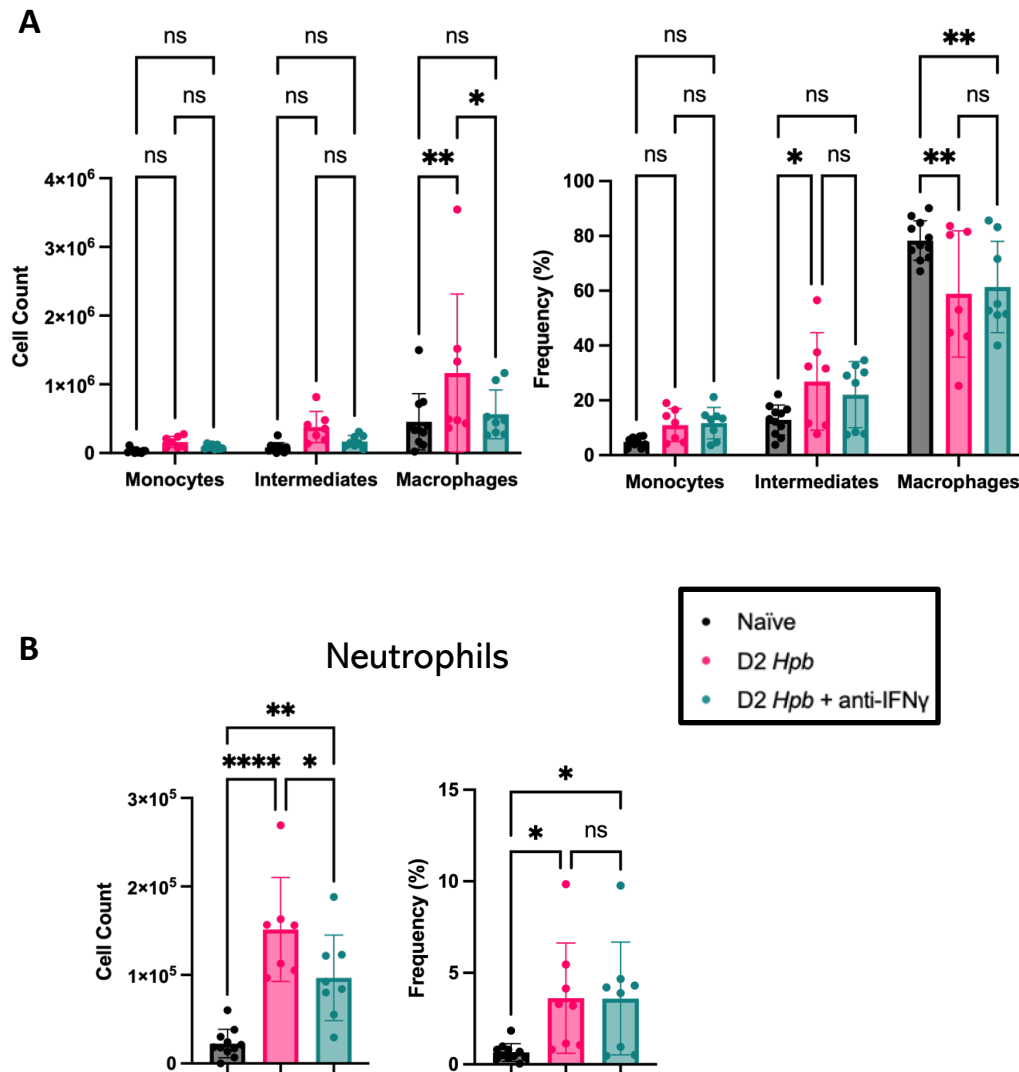 A
ns ns ns
ns ns *
ns ns ns **
Cell Count
4×10⁶
3×10⁶
2×10⁶
1×10⁶
0
Monocytes Intermediates Macrophages
ns ns **
ns ns
ns * ns **
Frequency (%)
100
80
60
40
20
0
Monocytes Intermediates Macrophages
Naïve
D2 Hpb
D2 Hpb + anti-IFNγ
B
Neutrophils
**
**** *
Cell Count
3×10⁵
2×10⁵
1×10⁵
0
*
* ns
Frequency (%)
15
10
5
0